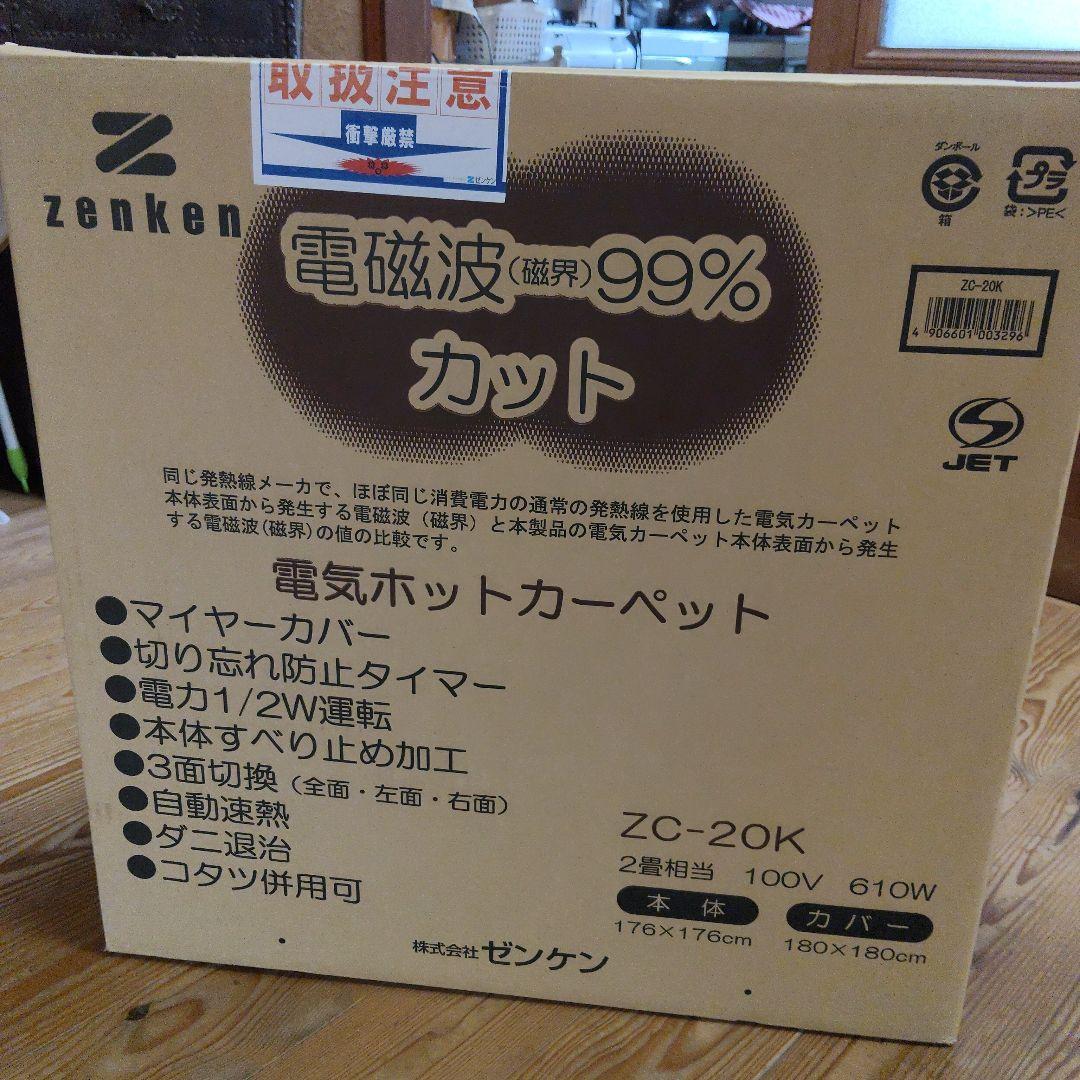 取扱注意
衝撃厳禁
ゼンケン
zenken
電磁波(磁界)99%
カット
ダンボール
箱
プラ
袋:>PE<
ZC-20K
4 906601 003296
JET
同じ発熱線メーカで、ほぼ同じ消費電力の通常の発熱線を使用した電気カーペット
本体表面から発生する電磁波(磁界)と本製品の電気カーペット本体表面から発生
する電磁波(磁界)の値の比較です。
電気ホットカーペット
●マイヤーカバー
●切り忘れ防止タイマー
●電力1/2W運転
●本体すべり止め加工
●3面切換(全面・左面・右面)
●自動速熱
●ダニ退治
●コタツ併用可
ZC-20K
2畳相当 100V 610W
本体 カバー
176×176cm 180×180cm
株式会社ゼンケン